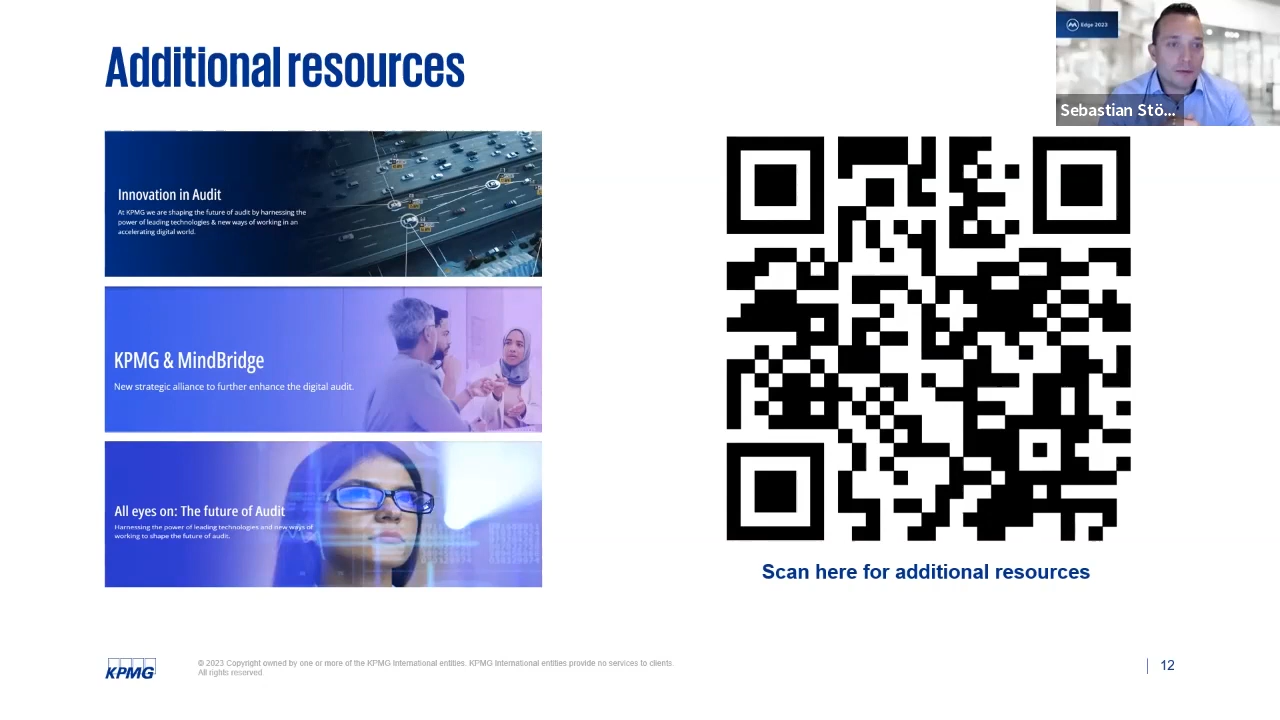 Additional resources
Edge 2023
Sebastian Stö...
Innovation in Audit
At KPMG we are shaping the future of audit by harnessing the
power of leading technologies & new ways of working in an
accelerating digital world.
KPMG & MindBridge
New strategic alliance to further enhance the digital audit.
All eyes on: The future of Audit
Harnessing the power of leading technologies and new ways of
working to shape the future of audit.
Scan here for additional resources
KPMG
© 2023 Copyright owned by one or more of the KPMG International entities. KPMG International entities provide no services to clients.
All rights reserved
12